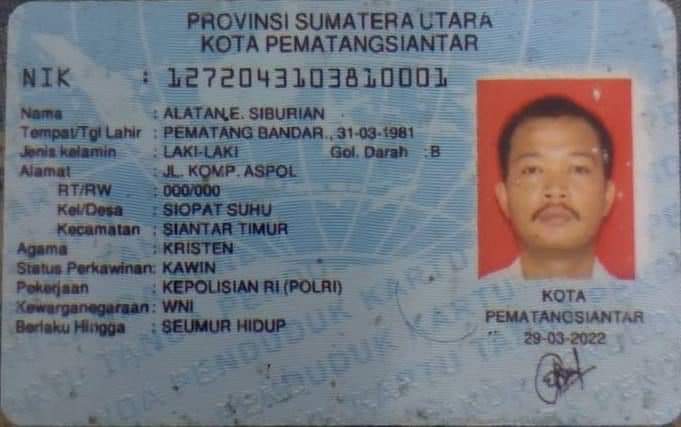 PROVINSI SUMATERA UTARA
KOTA PEMATANGSIANTAR
NIK : 1272043103810001
Nama : ALATAN E. SIBURIAN
Tempat/Tgl Lahir : PEMATANG BANDAR., 31-03-1981
Jenis kelamin : LAKI-LAKI Gol. Darah : B
Alamat : JL. KOMP. ASPOL
RT/RW : 000/000
Kel/Desa : SIOPAT SUHU
Kecamatan : SIANTAR TIMUR
Agama : KRISTEN
Status Perkawinan: KAWIN
Pekerjaan : KEPOLISIAN RI (POLRI)
Kewarganegaraan : WNI
Berlaku Hingga : SEUMUR HIDUP
KOTA
PEMATANGSIANTAR
29-03-2022